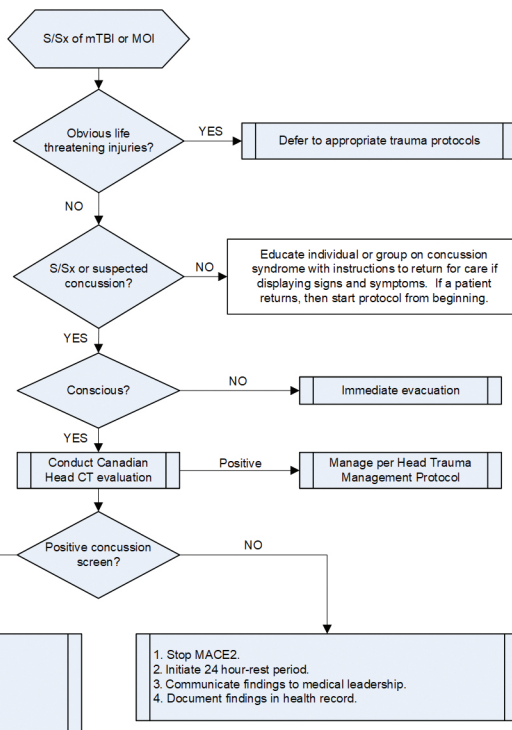 S/Sx of mTBI or MOI
Obvious life
threatening injuries?
YES
Defer to appropriate trauma protocols
NO
S/Sx or suspected
concussion?
NO
Educate individual or group on concussion
syndrome with instructions to return for care if
displaying signs and symptoms.  If a patient
returns, then start protocol from beginning.
YES
Conscious?
NO
Immediate evacuation
YES
Conduct Canadian
Head CT evaluation
Positive
Manage per Head Trauma
Management Protocol
Positive concussion
screen?
NO
1. Stop MACE2.
2. Initiate 24 hour-rest period.
3. Communicate findings to medical leadership.
4. Document findings in health record.